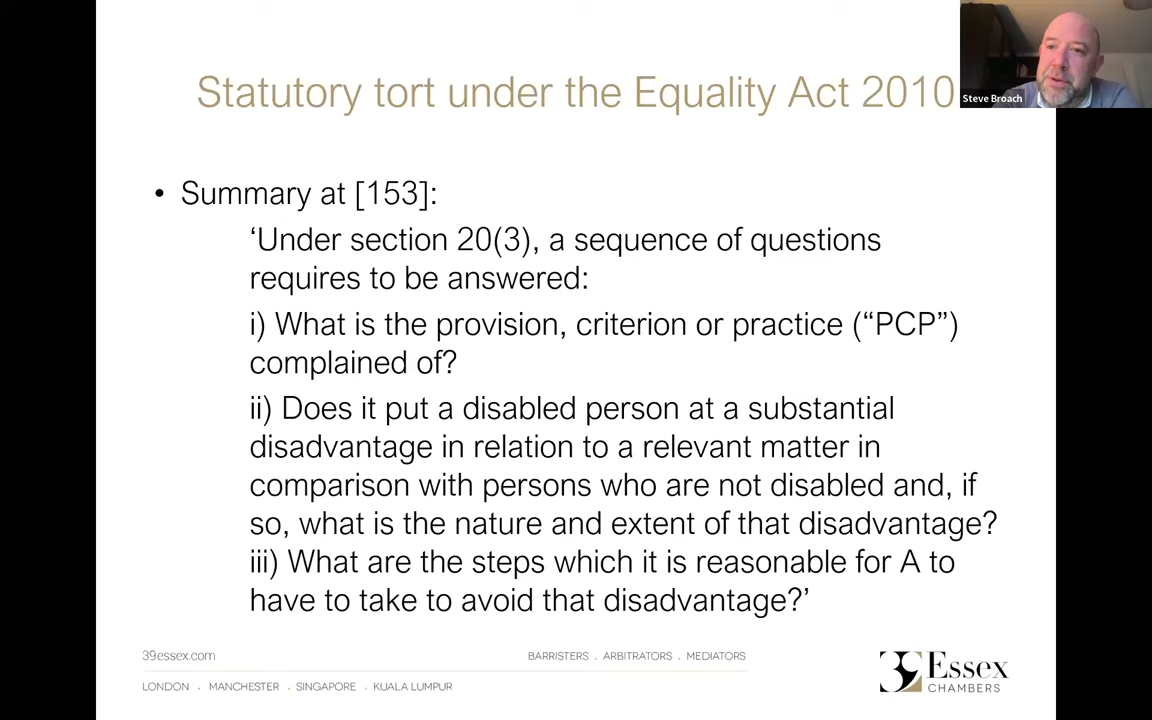 Statutory tort under the Equality Act 2010
Steve Broach
• Summary at [153]:
‘Under section 20(3), a sequence of questions
requires to be answered:
i) What is the provision, criterion or practice (“PCP”)
complained of?
ii) Does it put a disabled person at a substantial
disadvantage in relation to a relevant matter in
comparison with persons who are not disabled and, if
so, what is the nature and extent of that disadvantage?
iii) What are the steps which it is reasonable for A to
have to take to avoid that disadvantage?’
39essex.com
BARRISTERS . ARBITRATORS . MEDIATORS
LONDON . MANCHESTER . SINGAPORE . KUALA LUMPUR
39 Essex
CHAMBERS